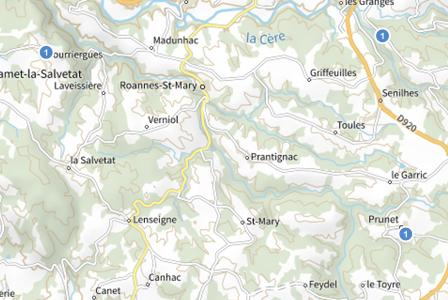 les Granges
1
la Cère
Madunhac
1
ourriergues
amet-la-Salvetat
Griffeuilles
Laveissière
Roannes-St-Mary
Senilhes
Verniol
Toules
D920
Prantignac
la Salvetat
le Garric
Lenseigne
St-Mary
Prunet
1
Canhac
Feydel
le Toyre
Canet
erie